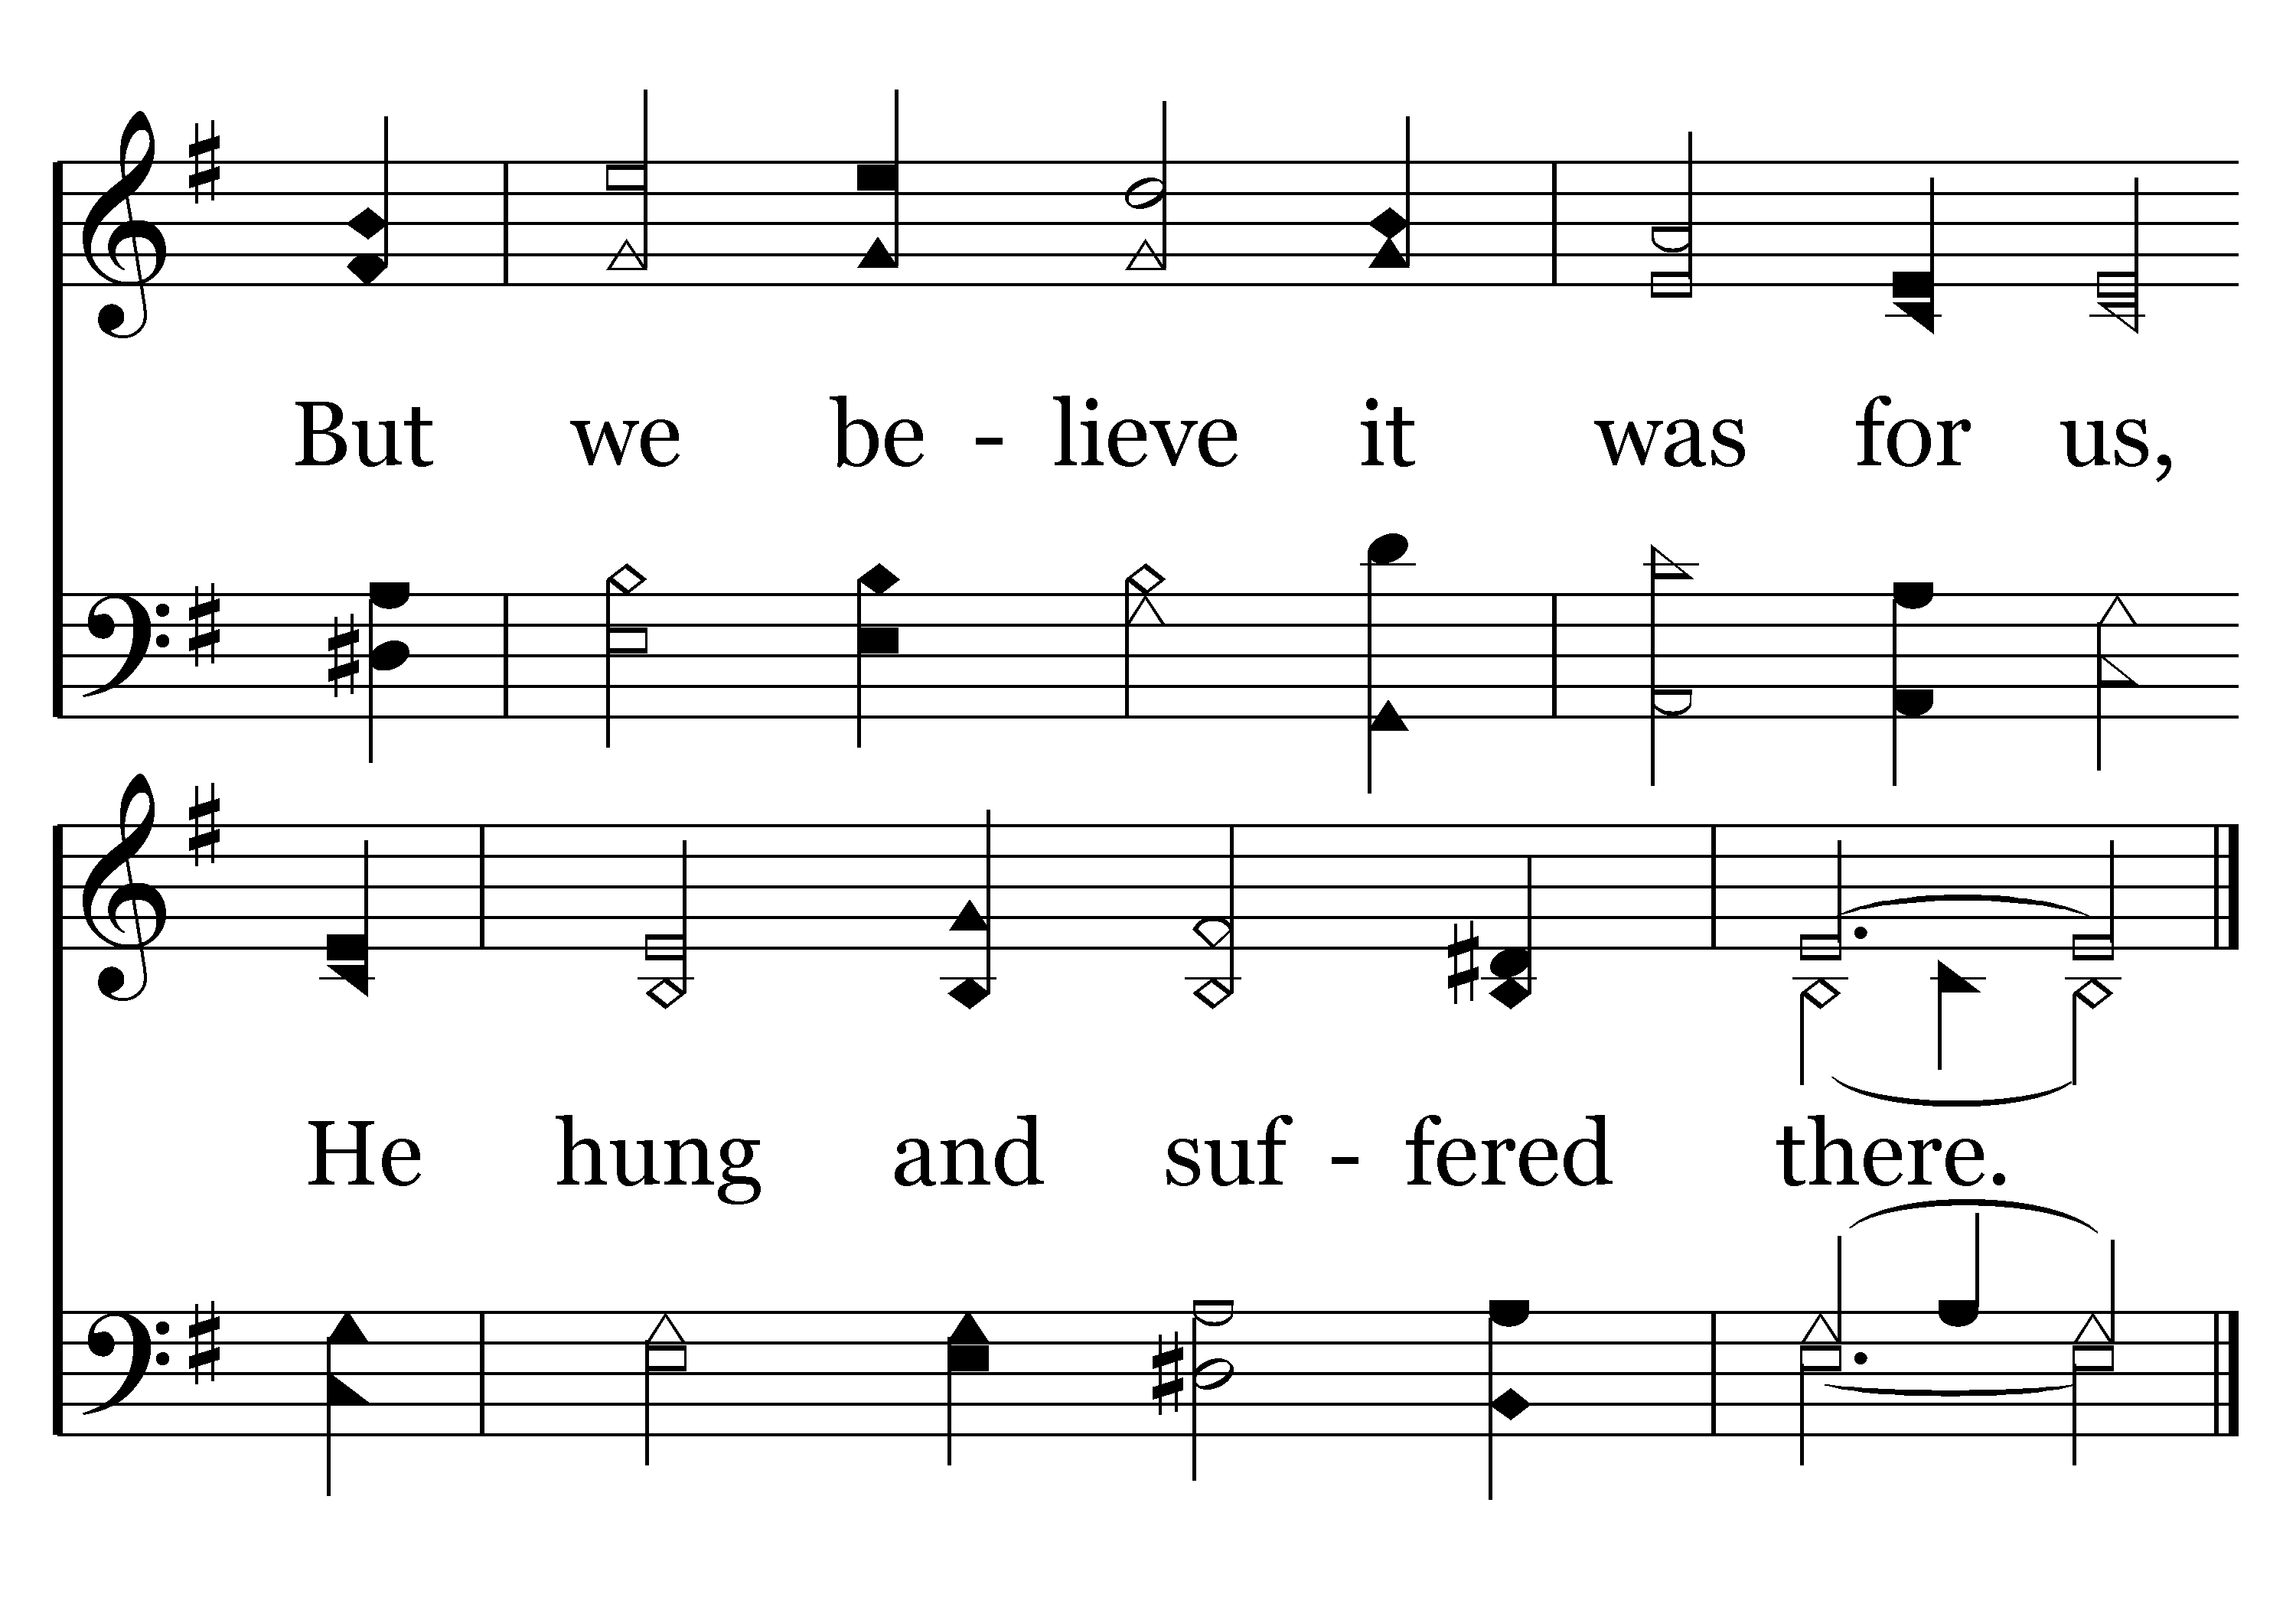 But we be - lieve it was for us,
He hung and suf - fered there.